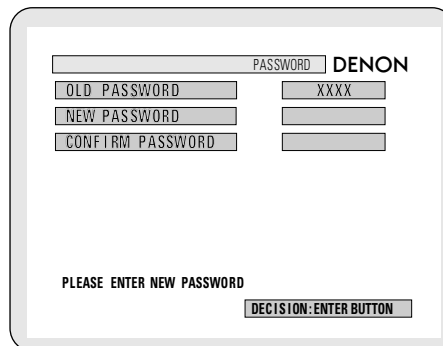 PASSWORD DENON
OLD PASSWORD XXXX
NEW PASSWORD
CONFIRM PASSWORD
PLEASE ENTER NEW PASSWORD
DECISION:ENTER BUTTON